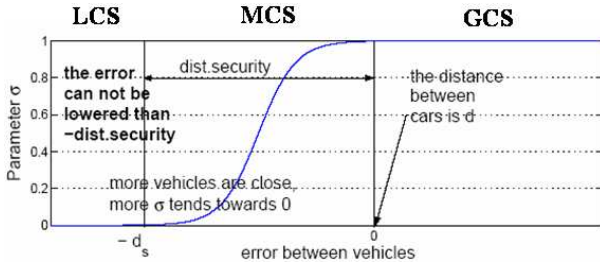 LCS MCS GCS
1
0.8
0.6
0.4
0.2
0
Parameter σ
the error
can not be
lowered than
−dist.security
dist.security
the distance
between
cars is d
more vehicles are close,
more σ tends towards 0
− ds
0
error between vehicles